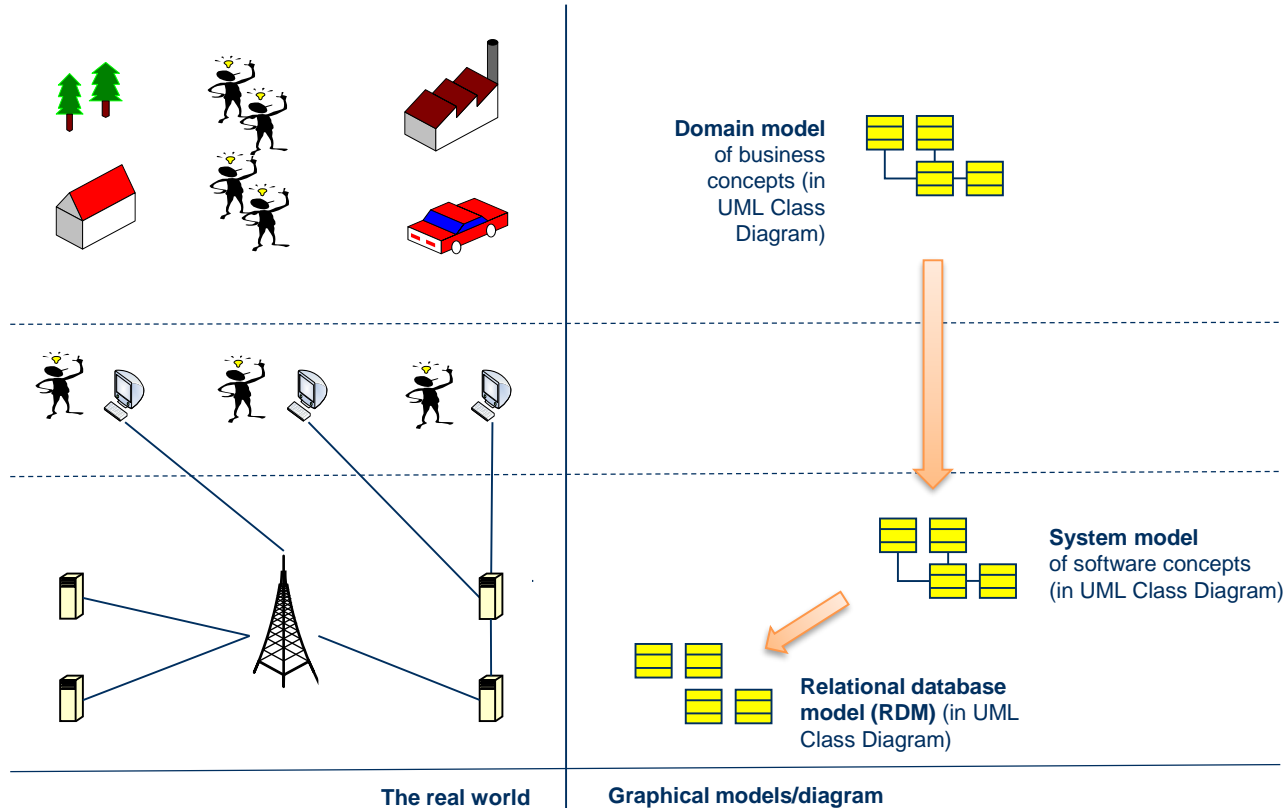 Domain model
of business
concepts (in
UML Class
Diagram)
System model
of software concepts
(in UML Class Diagram)
Relational database
model (RDM) (in UML
Class Diagram)
The real world
Graphical models/diagram